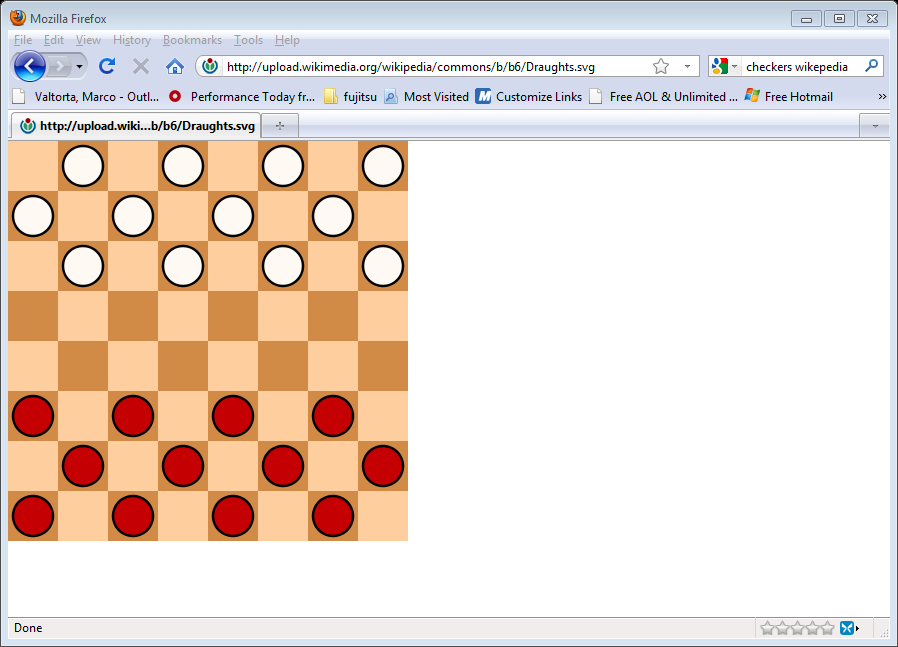 Mozilla Firefox
File Edit View History Bookmarks Tools Help
http://upload.wikimedia.org/wikipedia/commons/b/b6/Draughts.svg checkers wikepedia
Valtorta, Marco - Outl... Performance Today fr... fujitsu Most Visited M Customize Links Free AOL & Unlimited ... Free Hotmail »
http://upload.wiki...b/b6/Draughts.svg
Done